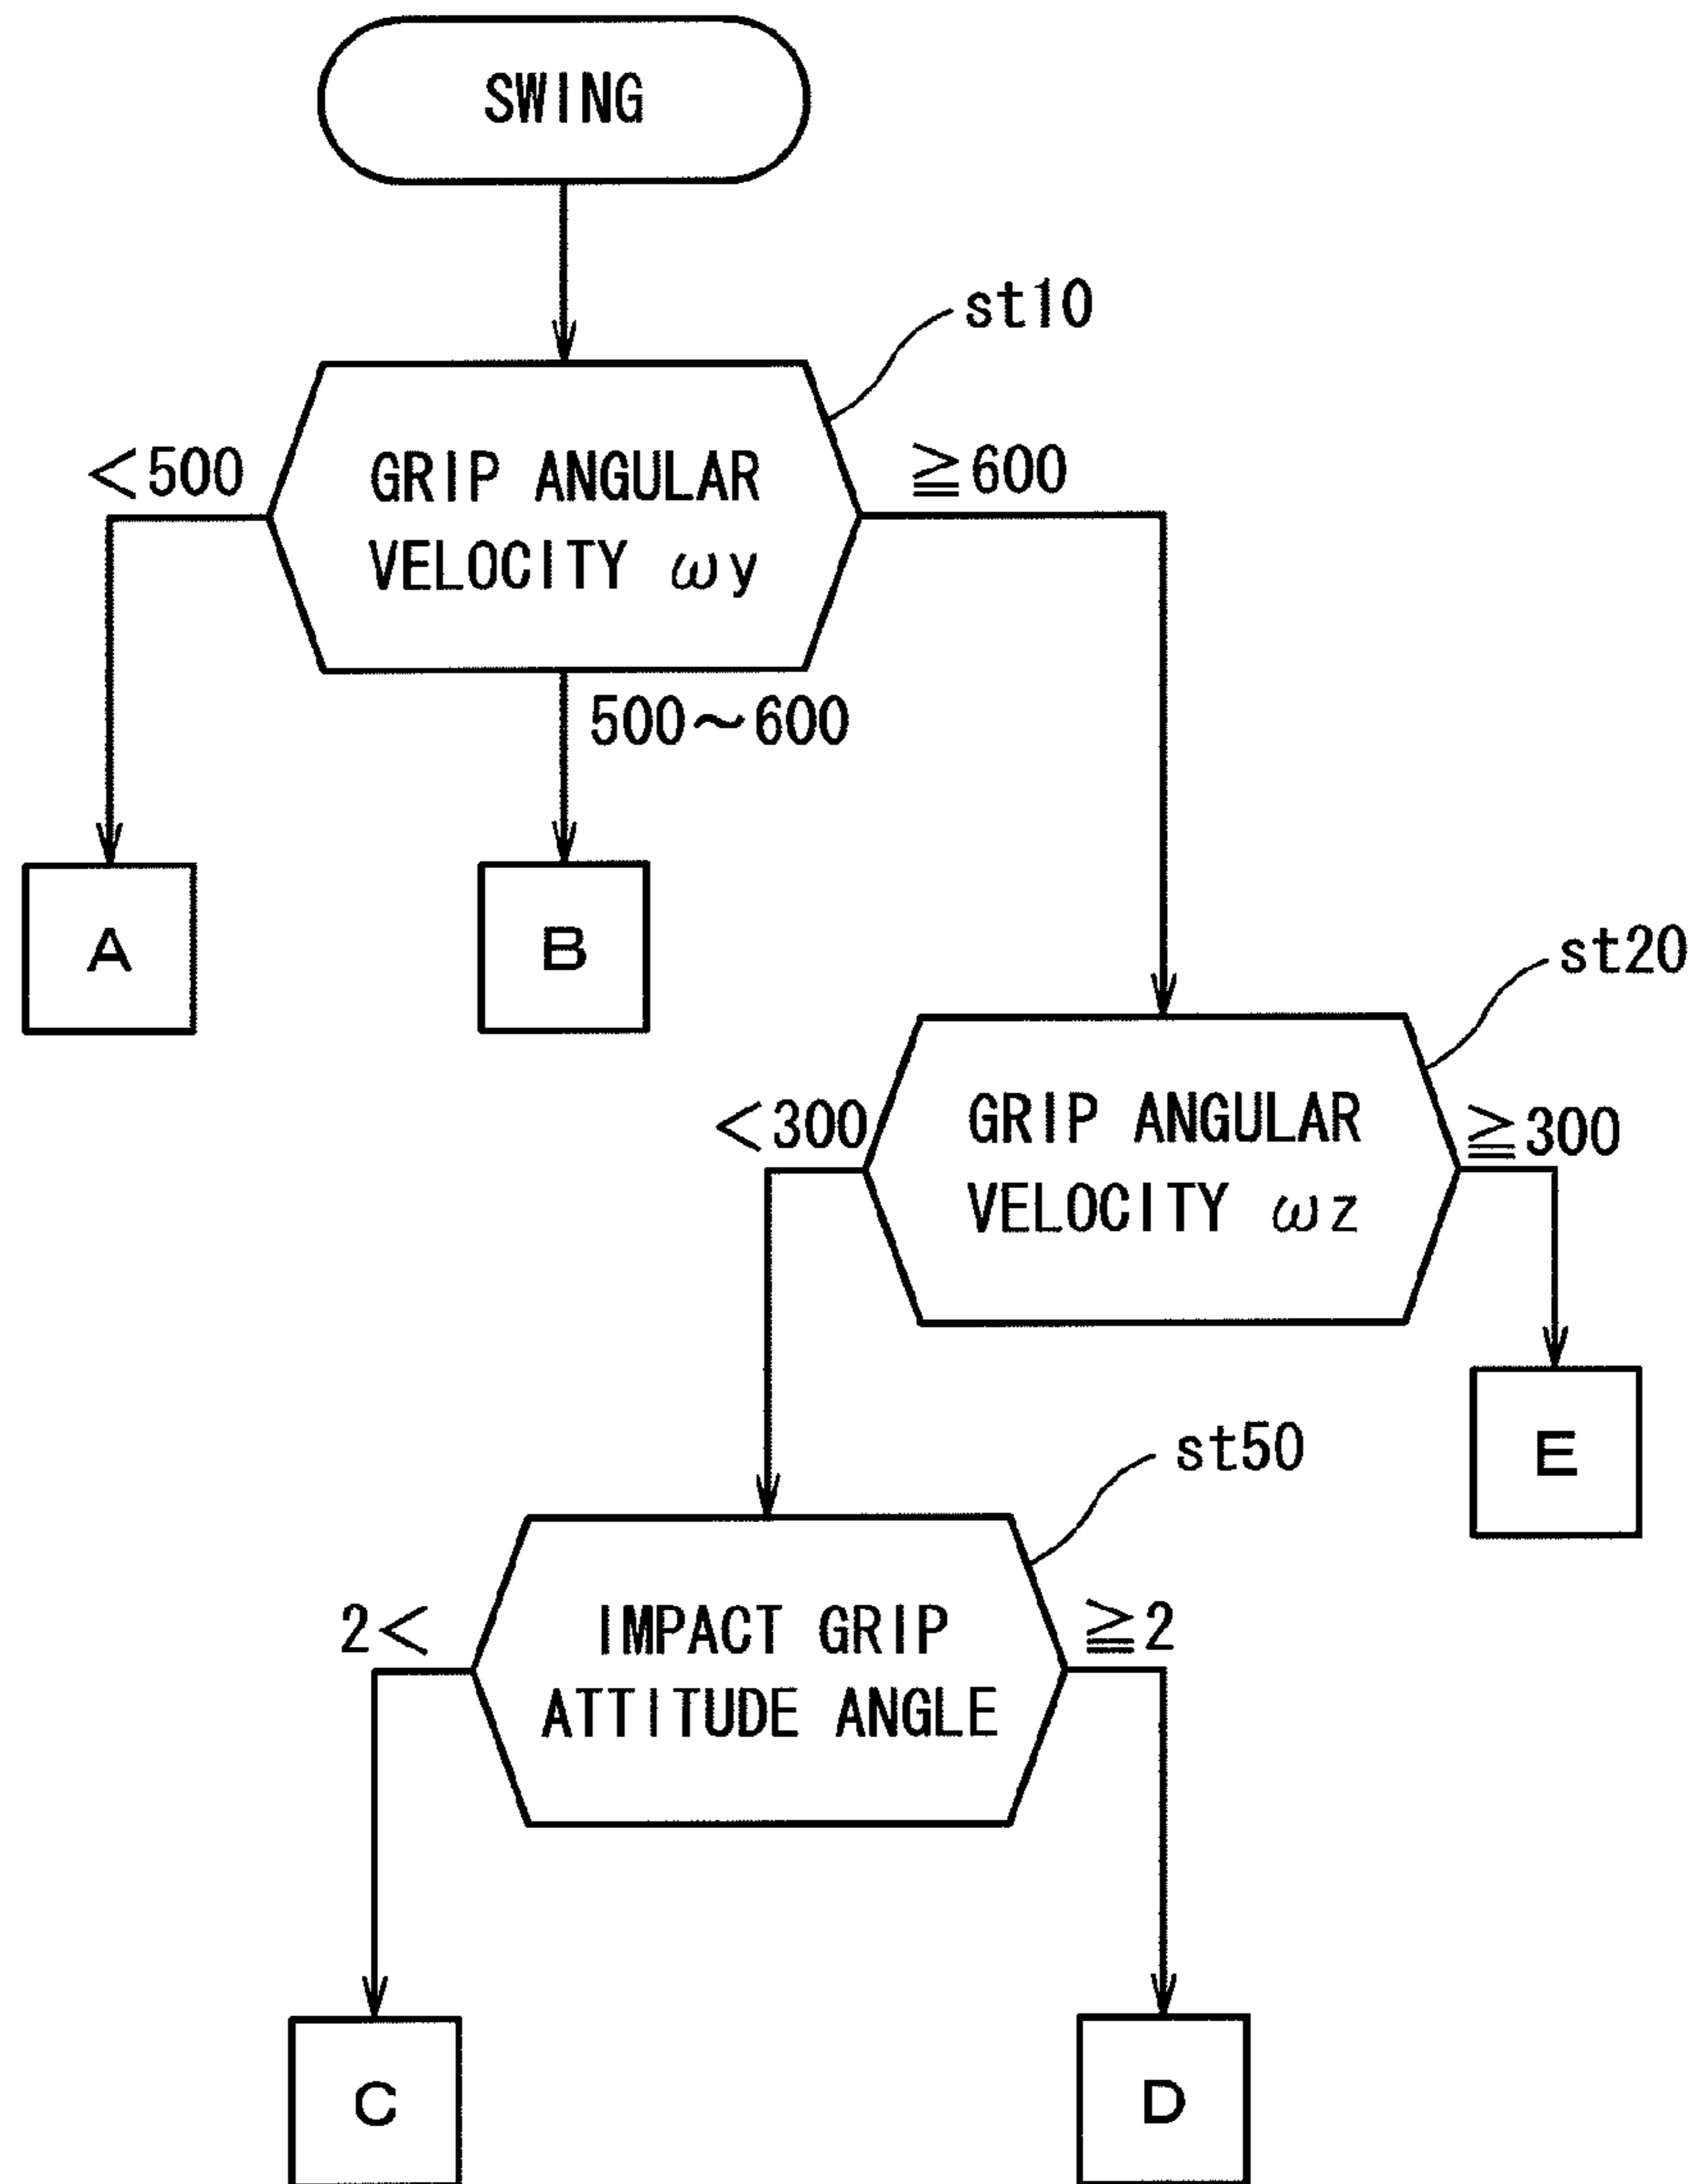 SWING
st10
<500
GRIP ANGULAR
VELOCITY ωy
≧600
500～600
A
B
st20
<300
GRIP ANGULAR
VELOCITY ωz
≧300
E
st50
2<
IMPACT GRIP
ATTITUDE ANGLE
≧2
C
D